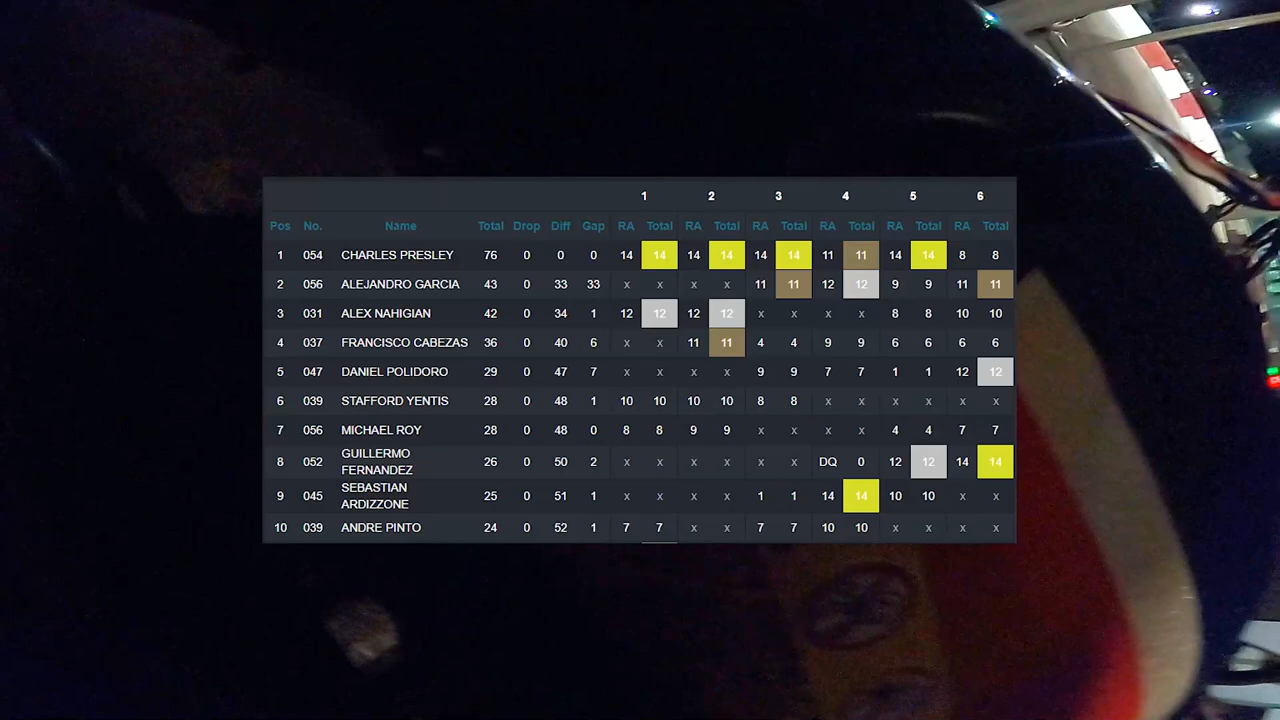 1 2 3 4 5 6
Pos No. Name Total Drop Diff Gap RA Total RA Total RA Total RA Total RA Total RA Total
1 054 CHARLES PRESLEY 76 0 0 0 14 14 14 14 14 14 11 11 14 14 8 8
2 056 ALEJANDRO GARCIA 43 0 33 33 x x x x 11 11 12 12 9 9 11 11
3 031 ALEX NAHIGIAN 42 0 34 1 12 12 12 12 x x x x 8 8 10 10
4 037 FRANCISCO CABEZAS 36 0 40 6 x x 11 11 4 4 9 9 6 6 6 6
5 047 DANIEL POLIDORO 29 0 47 7 x x x x 9 9 7 7 1 1 12 12
6 039 STAFFORD YENTIS 28 0 48 1 10 10 10 10 8 8 x x x x x x
7 056 MICHAEL ROY 28 0 48 0 8 8 9 9 x x x x 4 4 7 7
8 052 GUILLERMO
FERNANDEZ 26 0 50 2 x x x x x x DQ 0 12 12 14 14
9 045 SEBASTIAN
ARDIZZONE 25 0 51 1 x x x x 1 1 14 14 10 10 x x
10 039 ANDRE PINTO 24 0 52 1 7 7 x x 7 7 10 10 x x x x